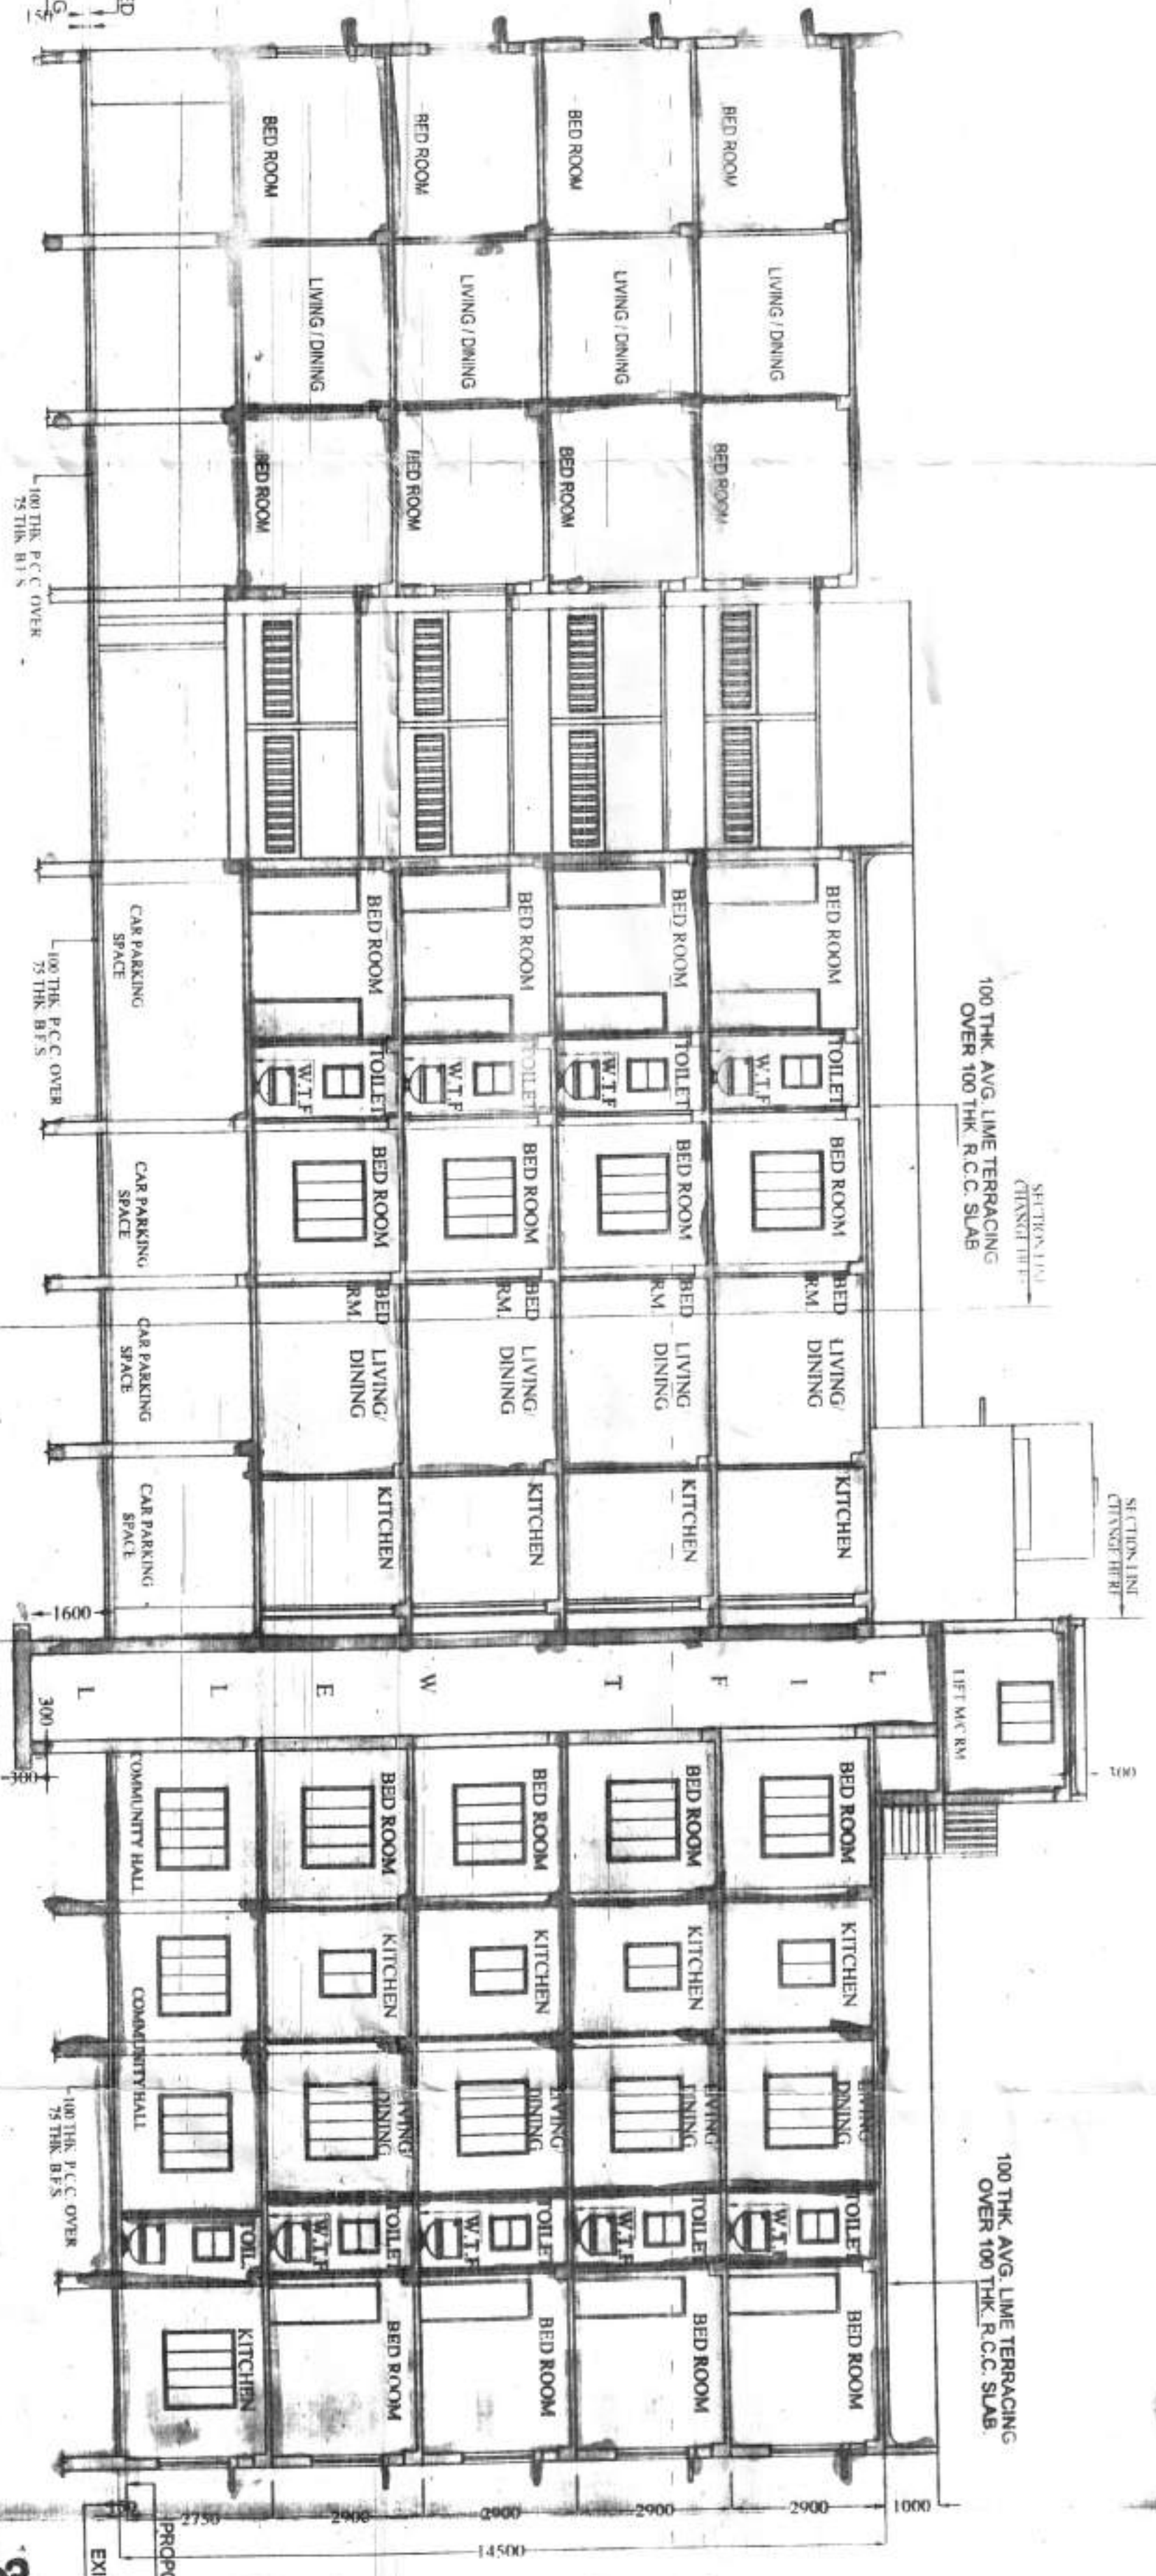 BED ROOM
LIVING / DINING
BED ROOM
BED ROOM
LIVING / DINING
BED ROOM
BED ROOM
LIVING / DINING
BED ROOM
BED ROOM
LIVING / DINING
BED ROOM
100 THK. P.C.C. OVER
75 THK B.F.S
100 THK. AVG. LIME TERRACING
OVER 100 THK. R.C.C. SLAB
SECTION LINE
CHANGE HERE
SECTION LINE
CHANGE HERE
BED ROOM
TOILET
W.T.F
BED ROOM
BED
RM.
LIVING/
DINING
KITCHEN
BED ROOM
TOILET
W.T.F
BED ROOM
BED
RM.
LIVING
DINING
KITCHEN
BED ROOM
TOILET
W.T.F
BED ROOM
BED
RM.
LIVING/
DINING
KITCHEN
BED ROOM
TOILET
W.T.F
BED ROOM
BED
RM.
LIVING/
DINING
KITCHEN
CAR PARKING
SPACE
CAR PARKING
SPACE
CAR PARKING
SPACE
CAR PARKING
SPACE
100 THK. P.C.C. OVER
75 THK B.F.S
1600
300
300
LIFT M/C RM
300
L I F T W E L L
100 THK. AVG. LIME TERRACING
OVER 100 THK. R.C.C. SLAB.
BED ROOM
KITCHEN
LIVING/
DINING
TOILET
W.T.F
BED ROOM
BED ROOM
KITCHEN
LIVING/
DINING
TOILET
W.T.F
BED ROOM
BED ROOM
KITCHEN
LIVING/
DINING
TOILET
W.T.F
BED ROOM
BED ROOM
KITCHEN
LIVING/
DINING
TOILET
W.T.F
BED ROOM
COMMUNITY HALL
COMMUNITY HALL
TOIL.
KITCHEN
100 THK. P.C.C. OVER
75 THK B.F.S
1000
2900
2900
2900
2900
2750
14500
PROPO
EXI